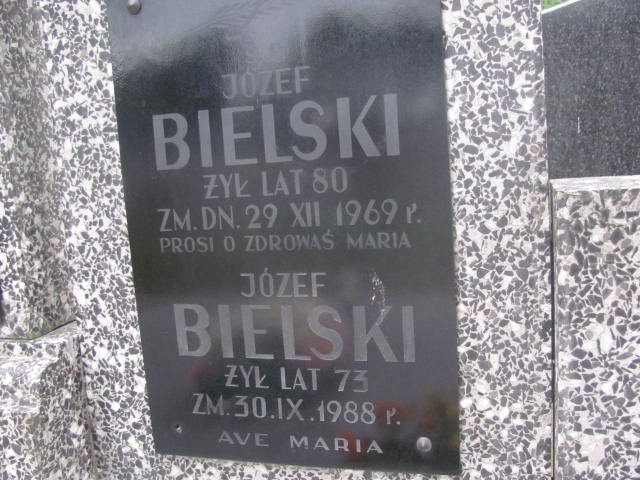 JÓZEF
BIELSKI
ŻYŁ LAT 80
ZM. DN. 29 XII 1969 r.
PROSI O ZDROWAŚ MARIA
JÓZEF
BIELSKI
ŻYŁ LAT 73
ZM. 30.IX.1988 r.
AVE MARIA